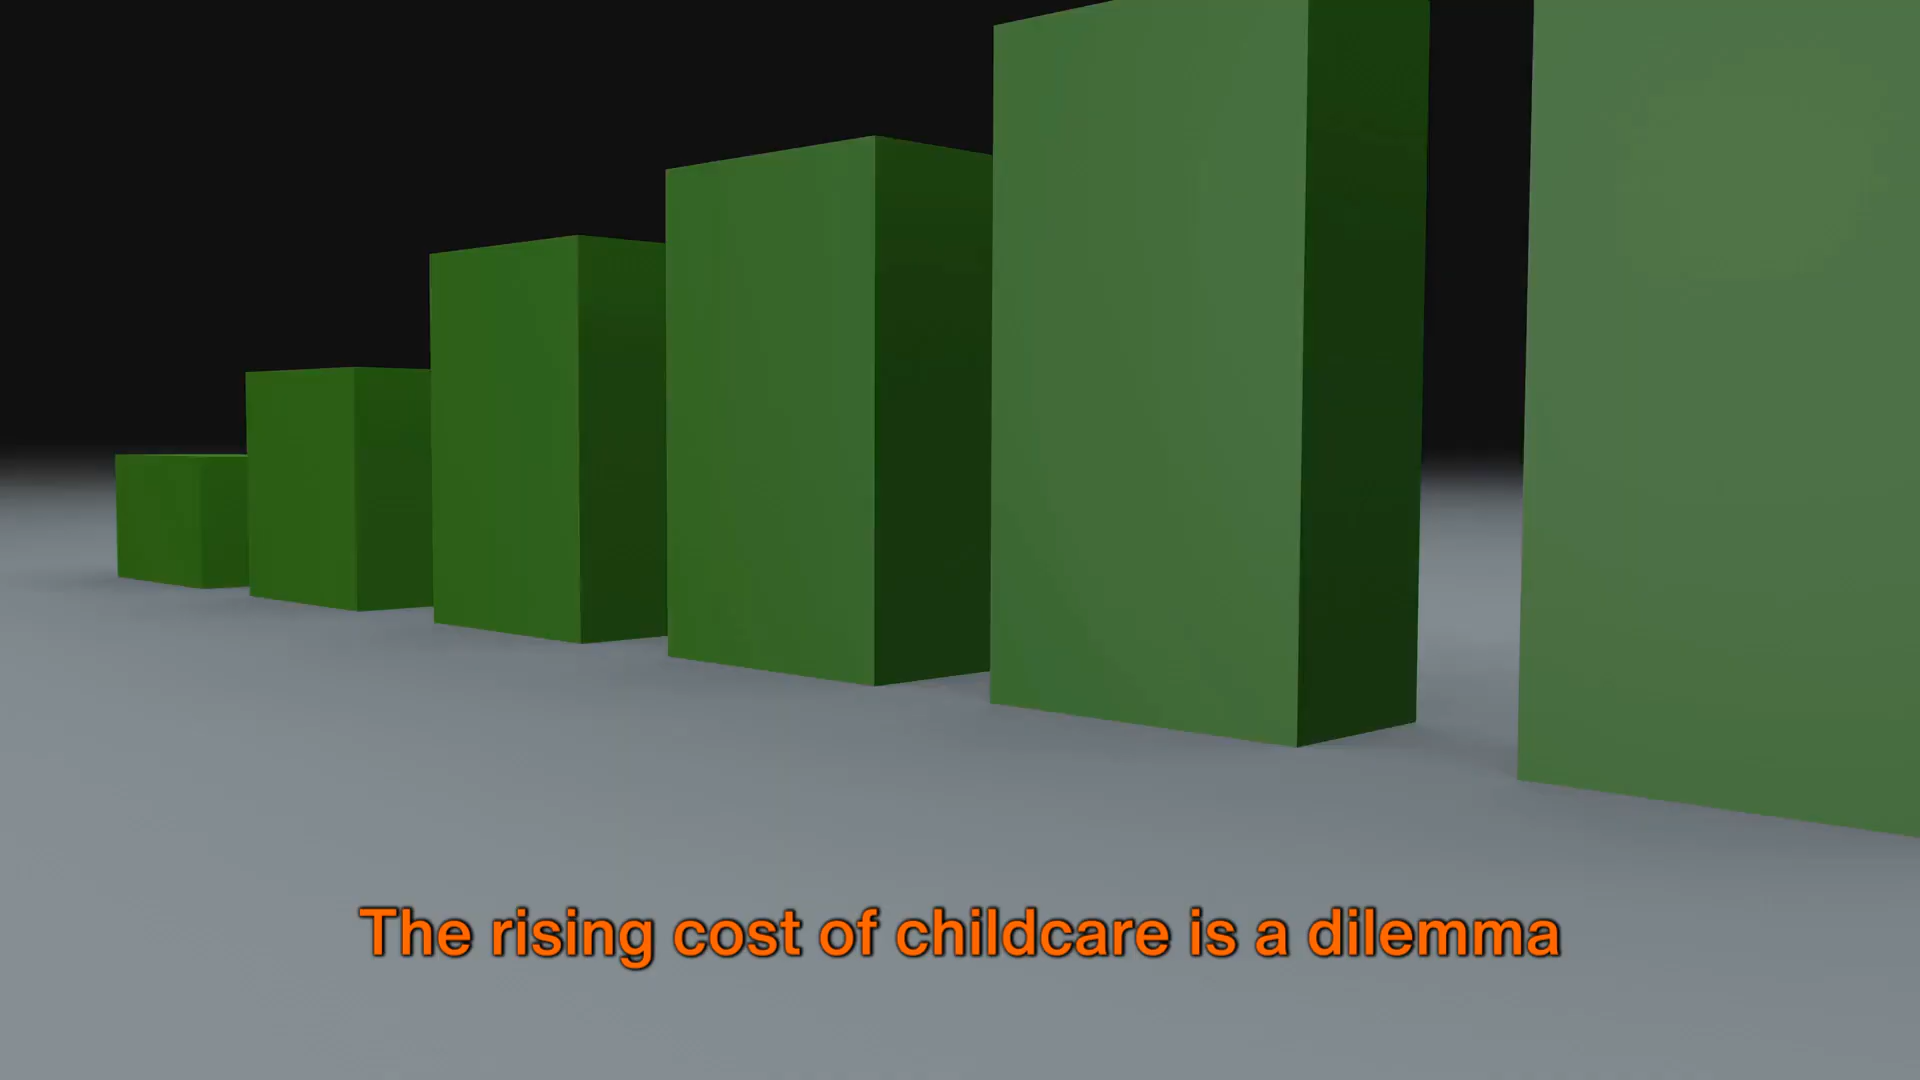 The rising cost of childcare is a dilemma